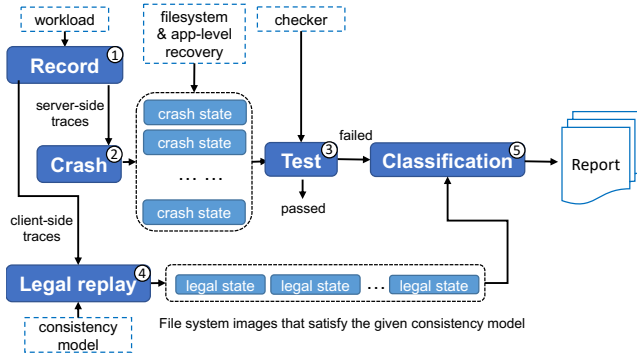 workload
filesystem
& app-level
recovery
checker
Record
1
server-side
traces
crash state
crash state
... ...
crash state
Crash
2
Test
3
failed
passed
Classification
5
Report
client-side
traces
Legal replay
4
legal state
legal state
...
legal state
consistency
model
File system images that satisfy the given consistency model